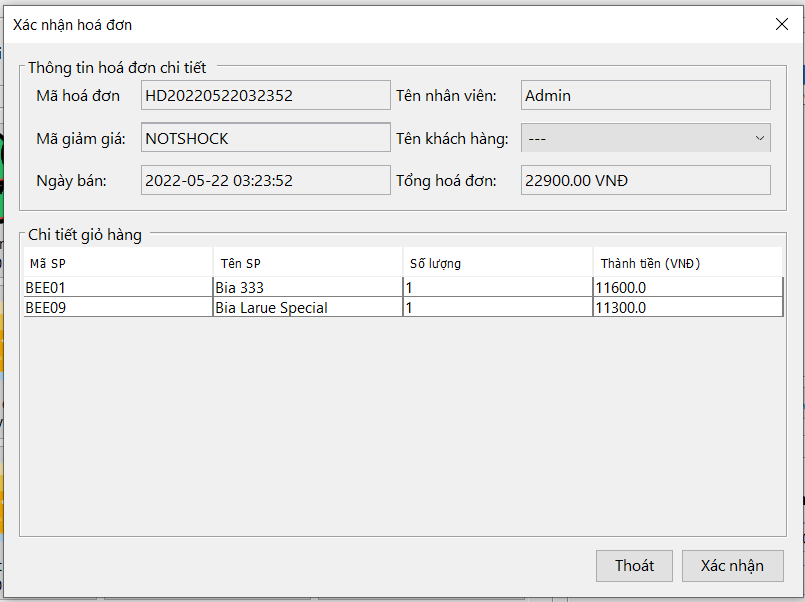 Xác nhận hoá đơn
Thông tin hoá đơn chi tiết
Mã hoá đơn HD20220522032352 Tên nhân viên: Admin
Mã giảm giá: NOTSHOCK Tên khách hàng: ---
Ngày bán: 2022-05-22 03:23:52 Tổng hoá đơn: 22900.00 VNĐ
Chi tiết giỏ hàng
Mã SP Tên SP Số lượng Thành tiền (VNĐ)
BEE01 Bia 333 1 11600.0
BEE09 Bia Larue Special 1 11300.0
Thoát Xác nhận